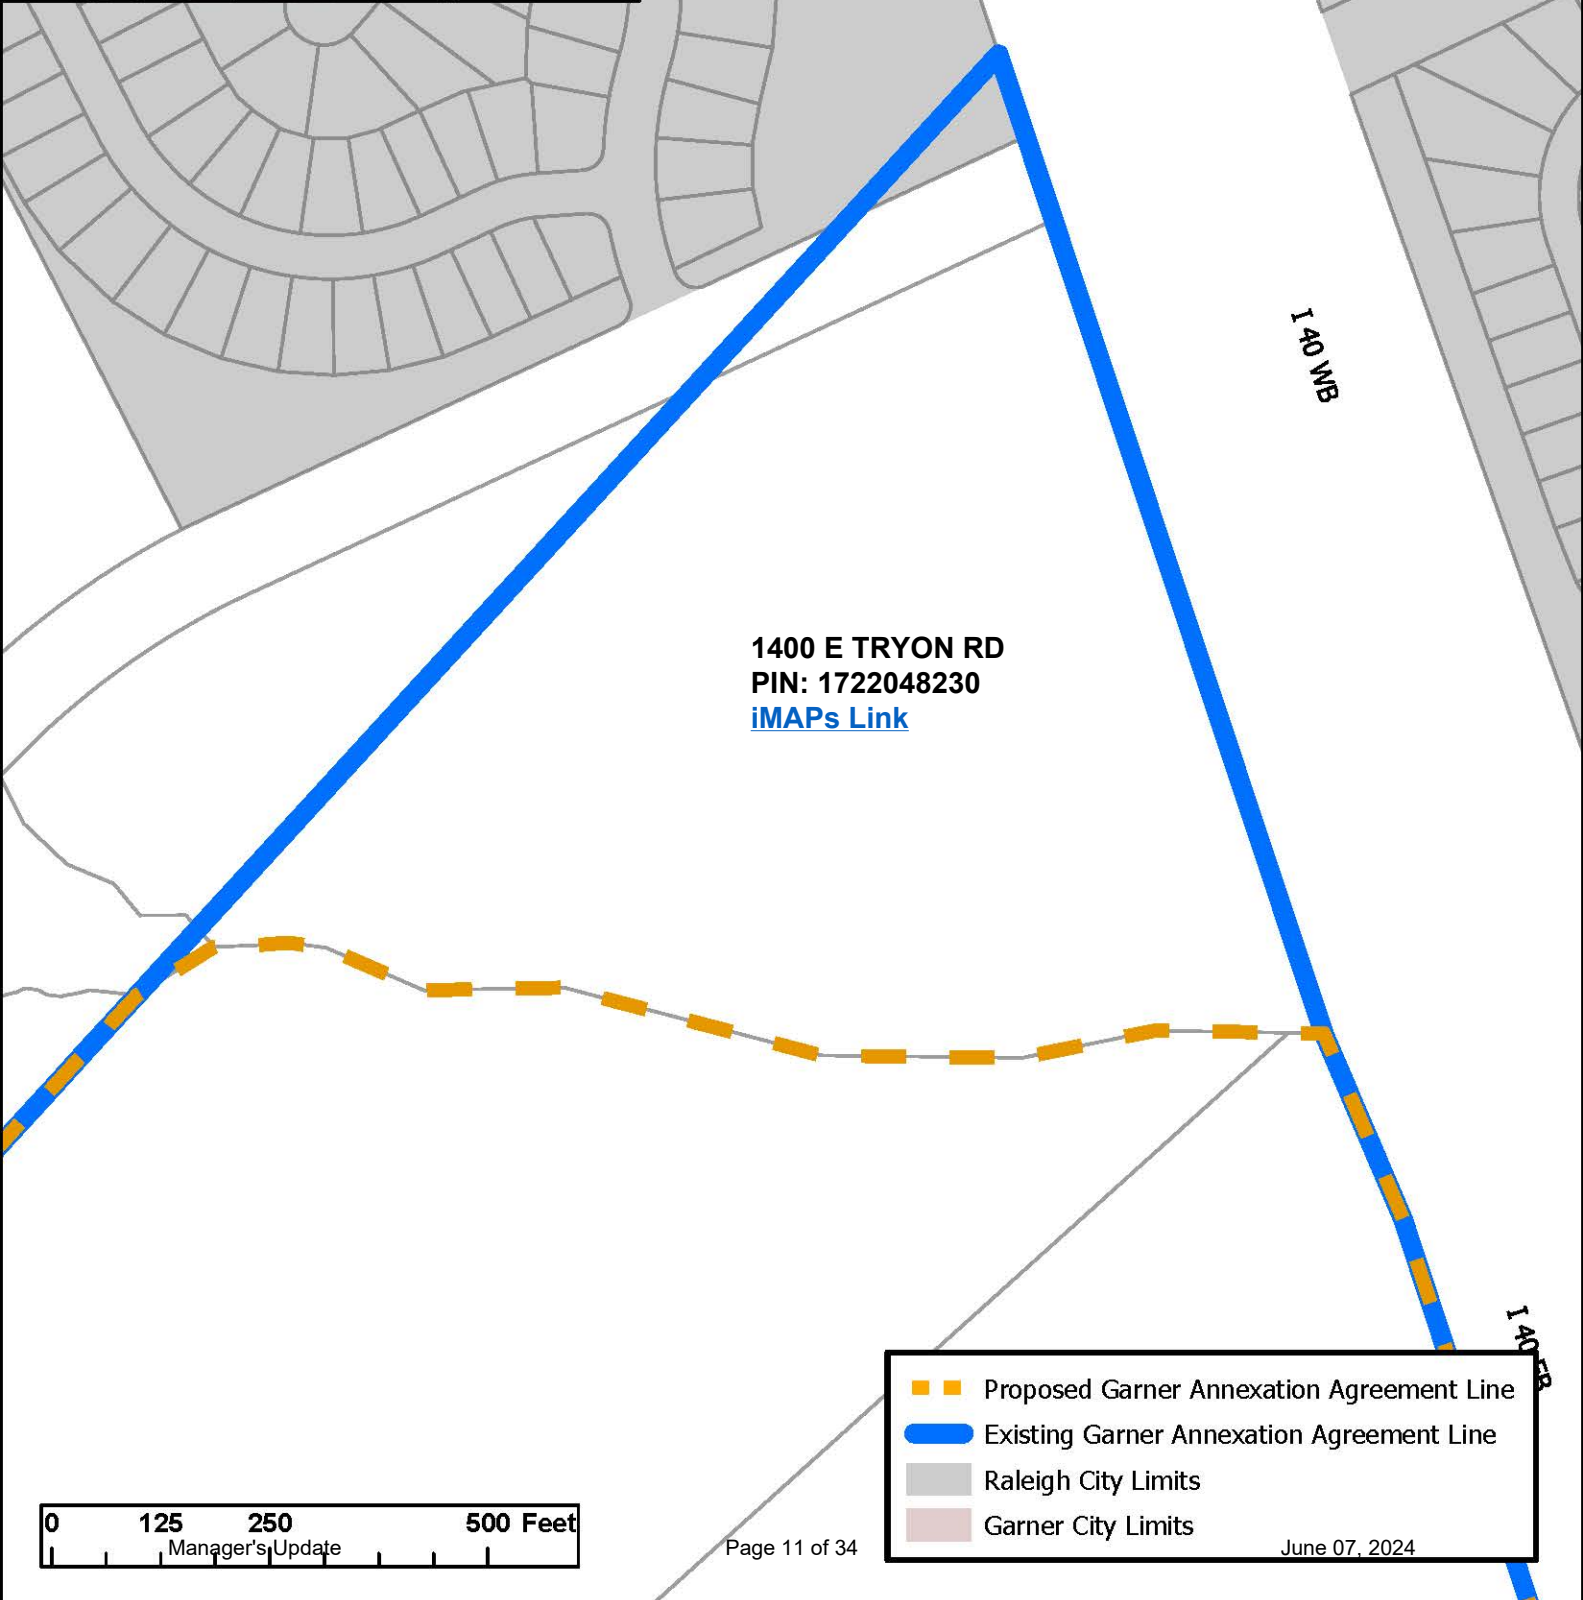 I 40 WB
1400 E TRYON RD
PIN: 1722048230
iMAPs Link
I 40 EB
Proposed Garner Annexation Agreement Line
Existing Garner Annexation Agreement Line
Raleigh City Limits
Garner City Limits
0 125 250 500 Feet
Manager's Update
Page 11 of 34
June 07, 2024